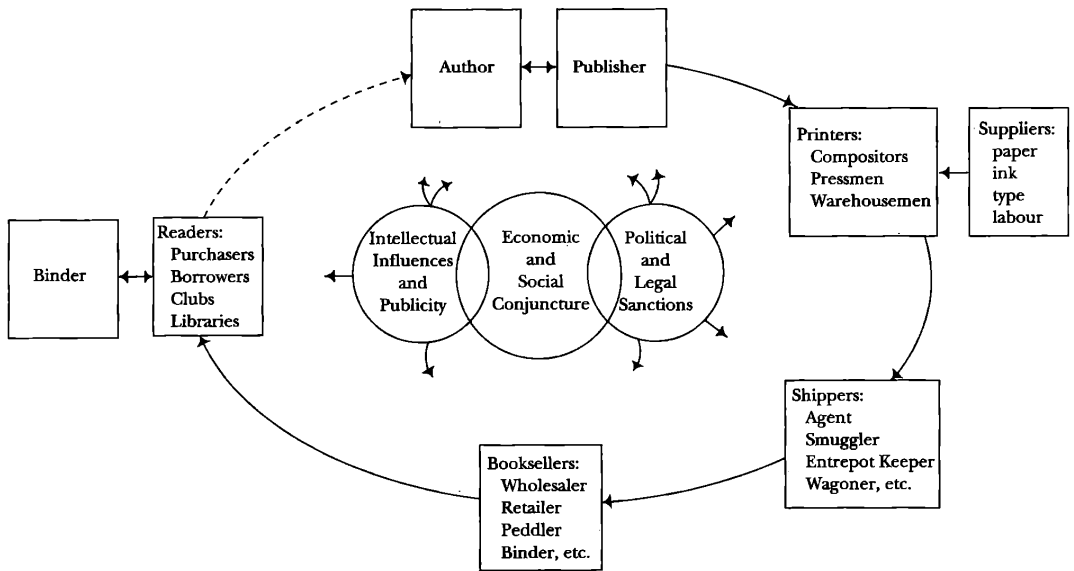 Author
Publisher
Printers:
Compositors
Pressmen
Warehousemen
Suppliers:
paper
ink
type
labour
Binder
Readers:
Purchasers
Borrowers
Clubs
Libraries
Intellectual
Influences
and
Publicity
Economic
and
Social
Conjuncture
Political
and
Legal
Sanctions
Shippers:
Agent
Smuggler
Entrepot Keeper
Wagoner, etc.
Booksellers:
Wholesaler
Retailer
Peddler
Binder, etc.